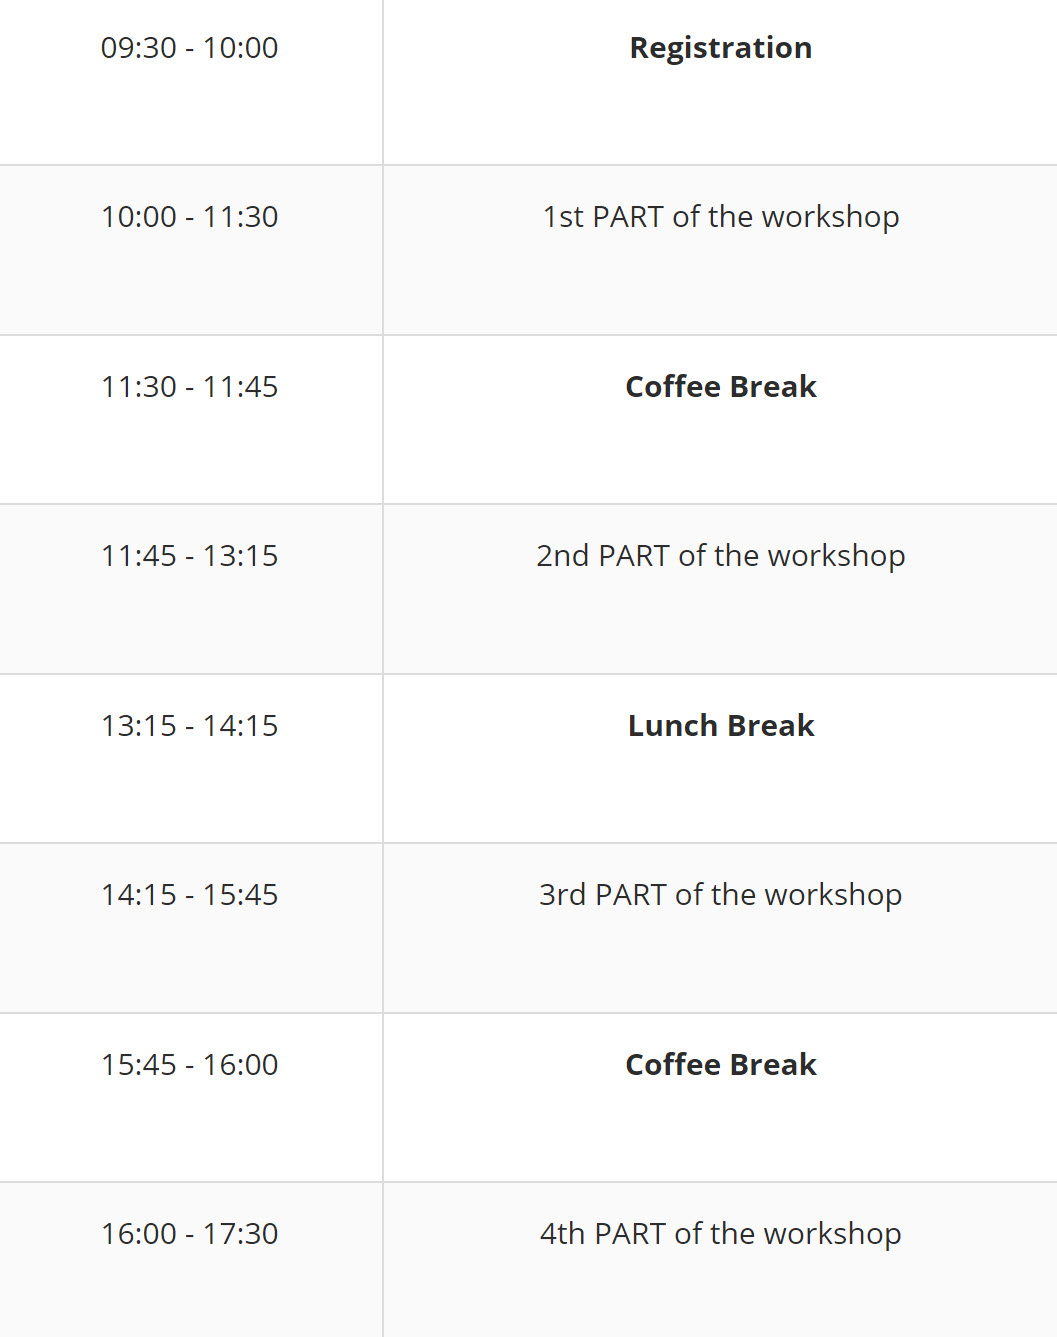 09:30 - 10:00 Registration
10:00 - 11:30 1st PART of the workshop
11:30 - 11:45 Coffee Break
11:45 - 13:15 2nd PART of the workshop
13:15 - 14:15 Lunch Break
14:15 - 15:45 3rd PART of the workshop
15:45 - 16:00 Coffee Break
16:00 - 17:30 4th PART of the workshop